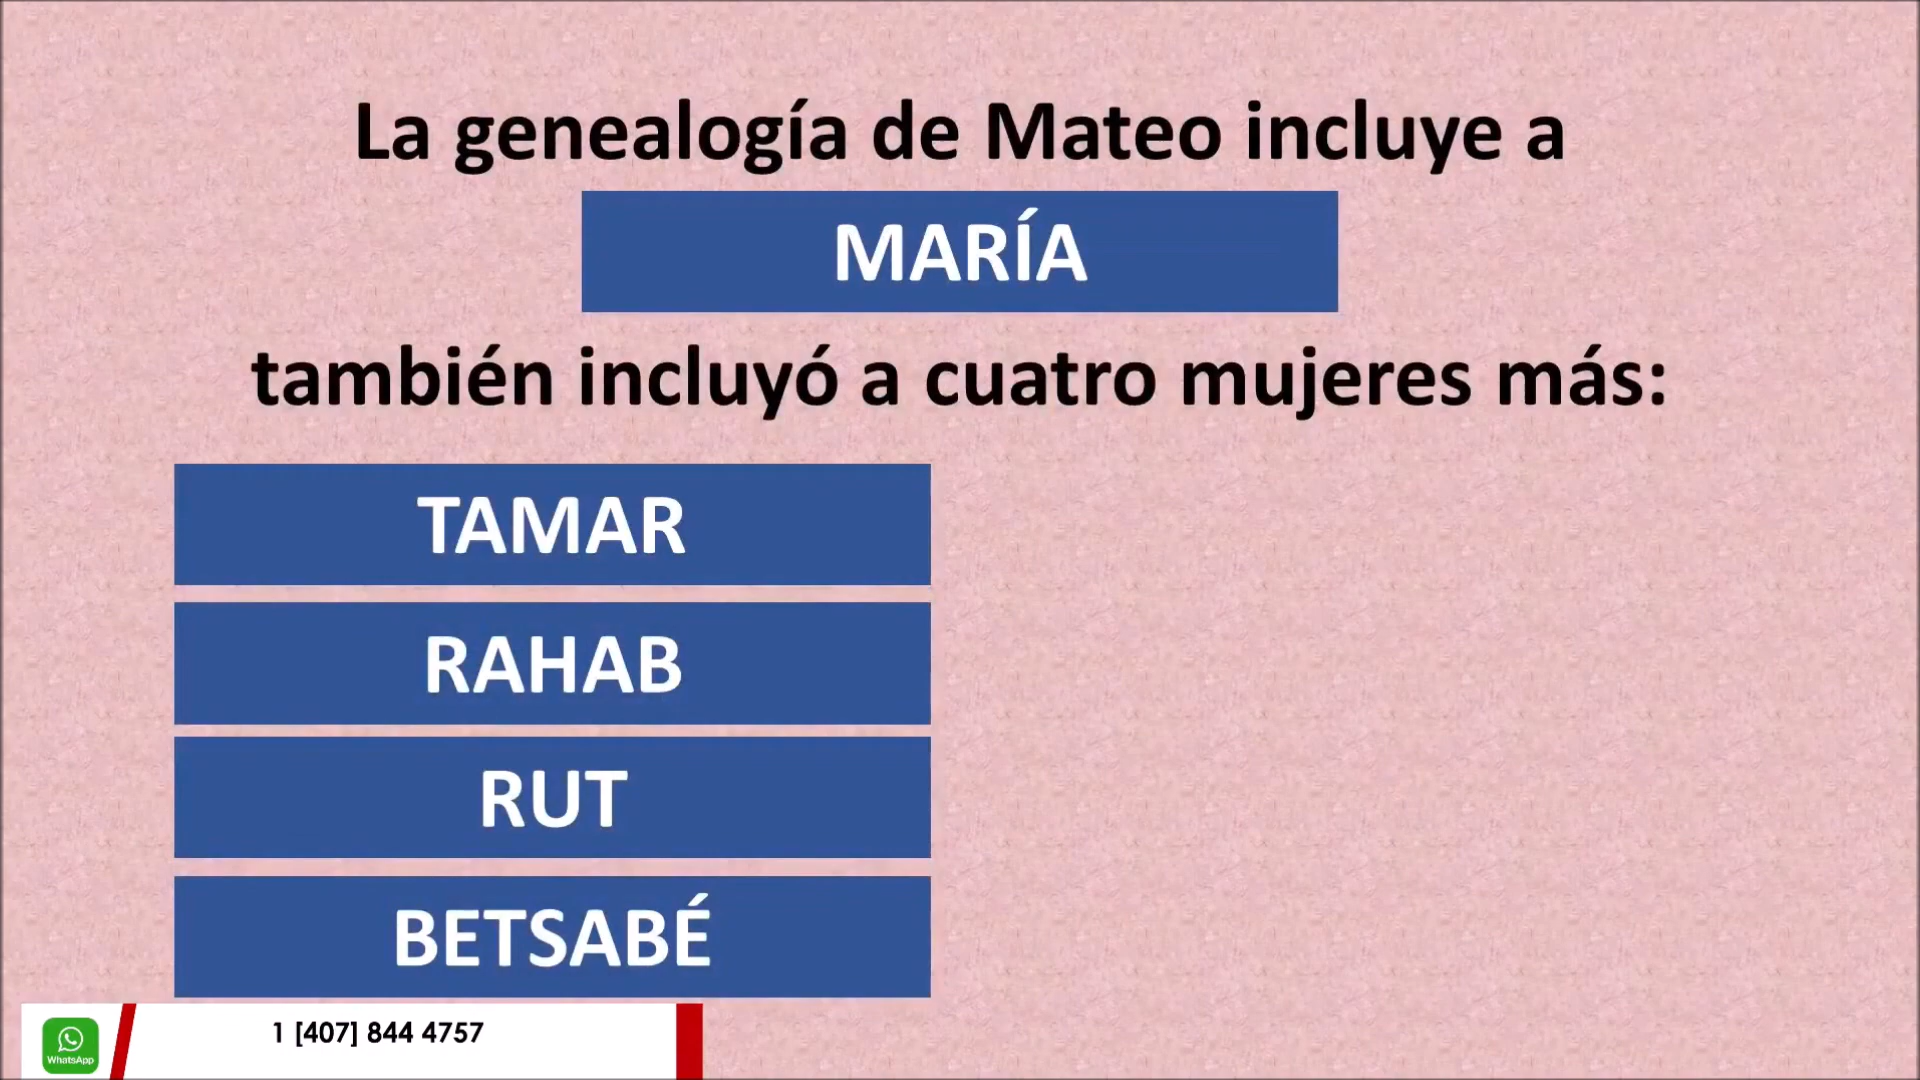 La genealogía de Mateo incluye a
MARÍA
también incluyó a cuatro mujeres más:
TAMAR
RAHAB
RUT
BETSABÉ
WhatsApp
1 [407] 844 4757